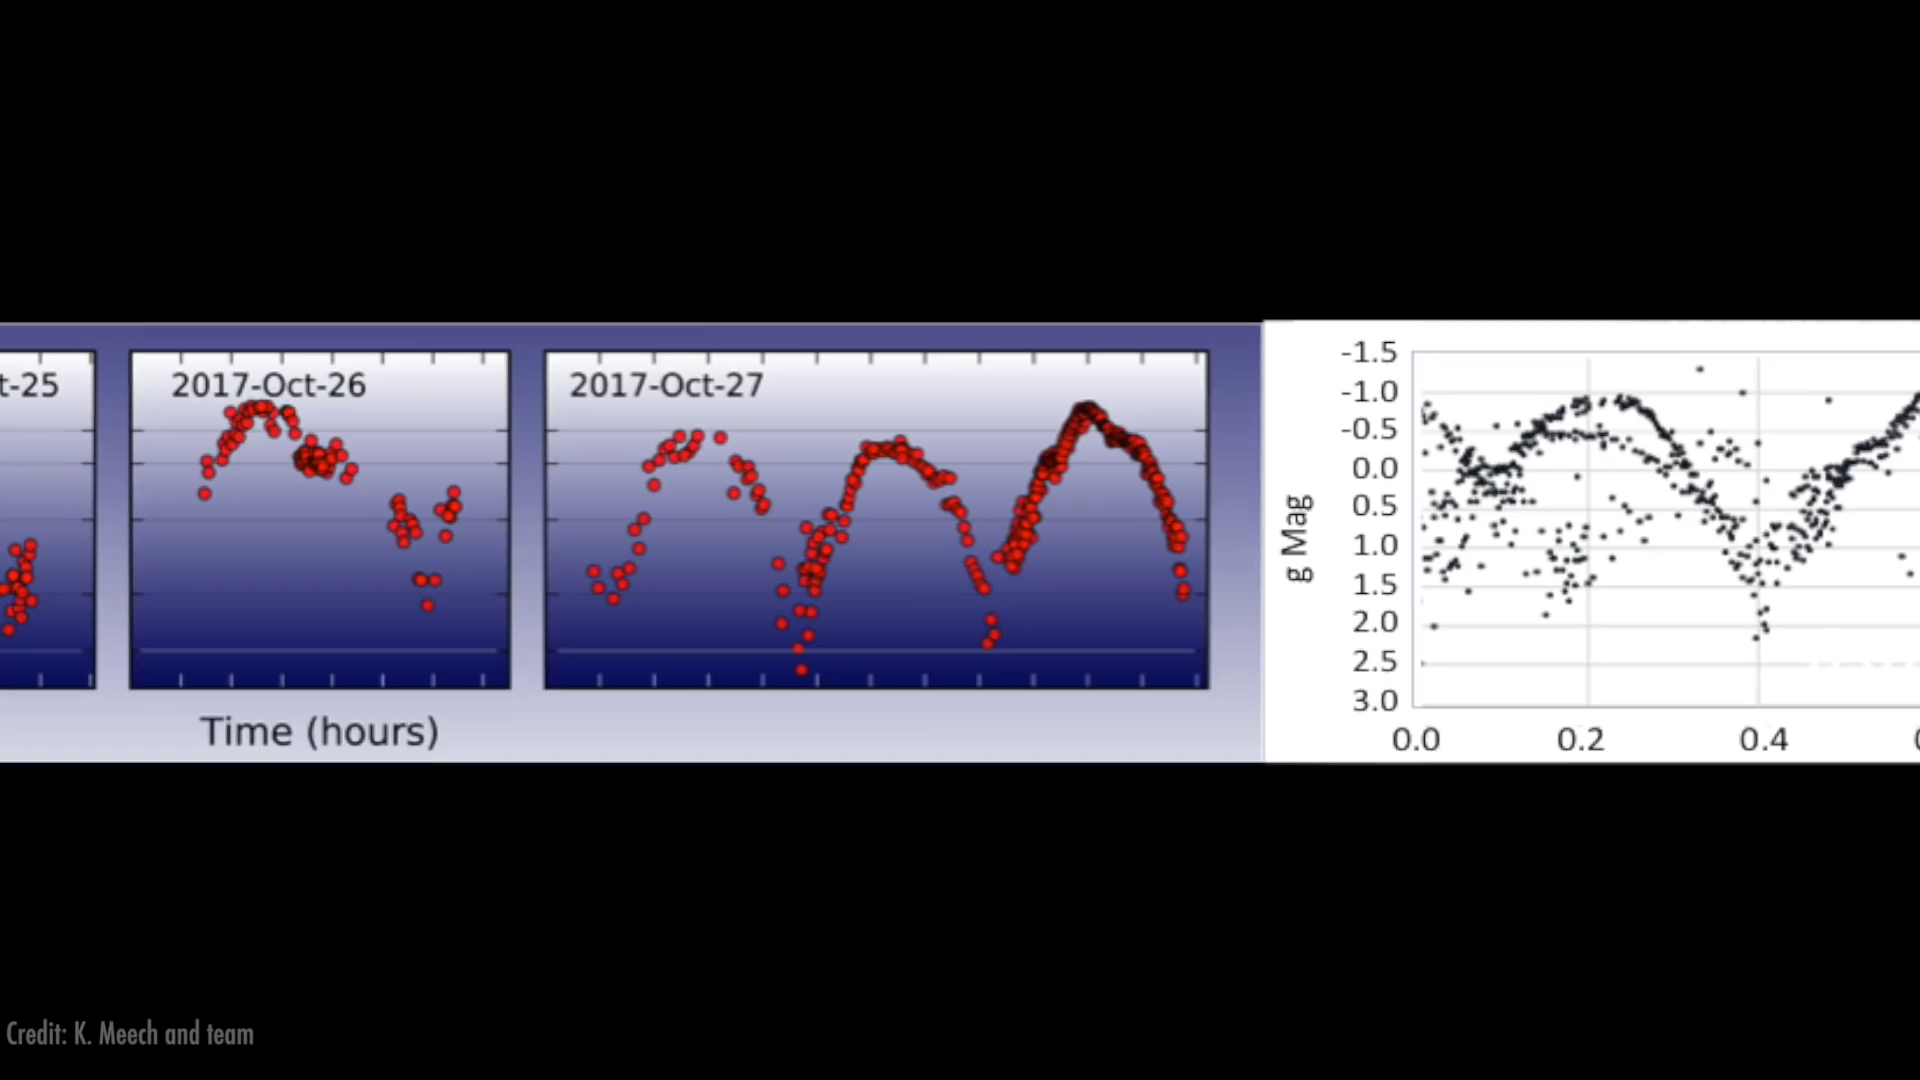 t-25
2017-Oct-26
2017-Oct-27
Time (hours)
g Mag
-1.5
-1.0
-0.5
0.0
0.5
1.0
1.5
2.0
2.5
3.0
0.0
0.2
0.4
Credit: K. Meech and team